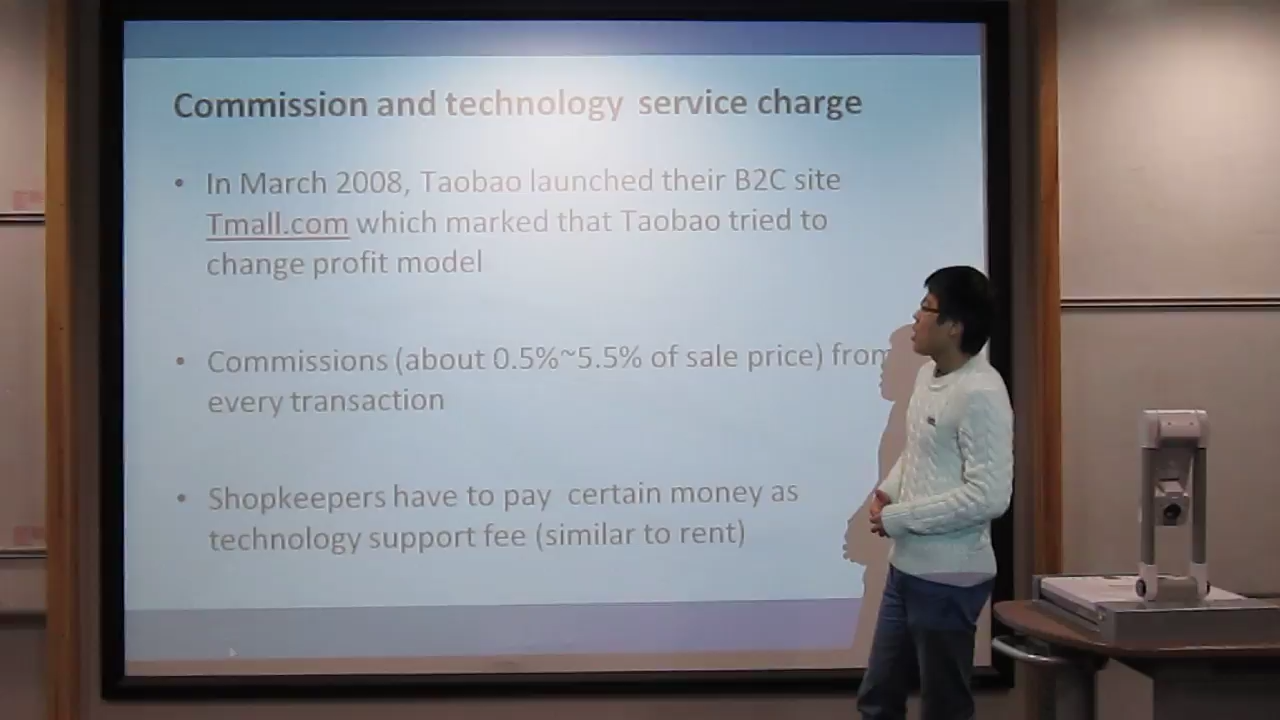 Commission and technology service charge
• In March 2008, Taobao launched their B2C site
Tmall.com which marked that Taobao tried to
change profit model
• Commissions (about 0.5%~5.5% of sale price) from
every transaction
• Shopkeepers have to pay certain money as
technology support fee (similar to rent)